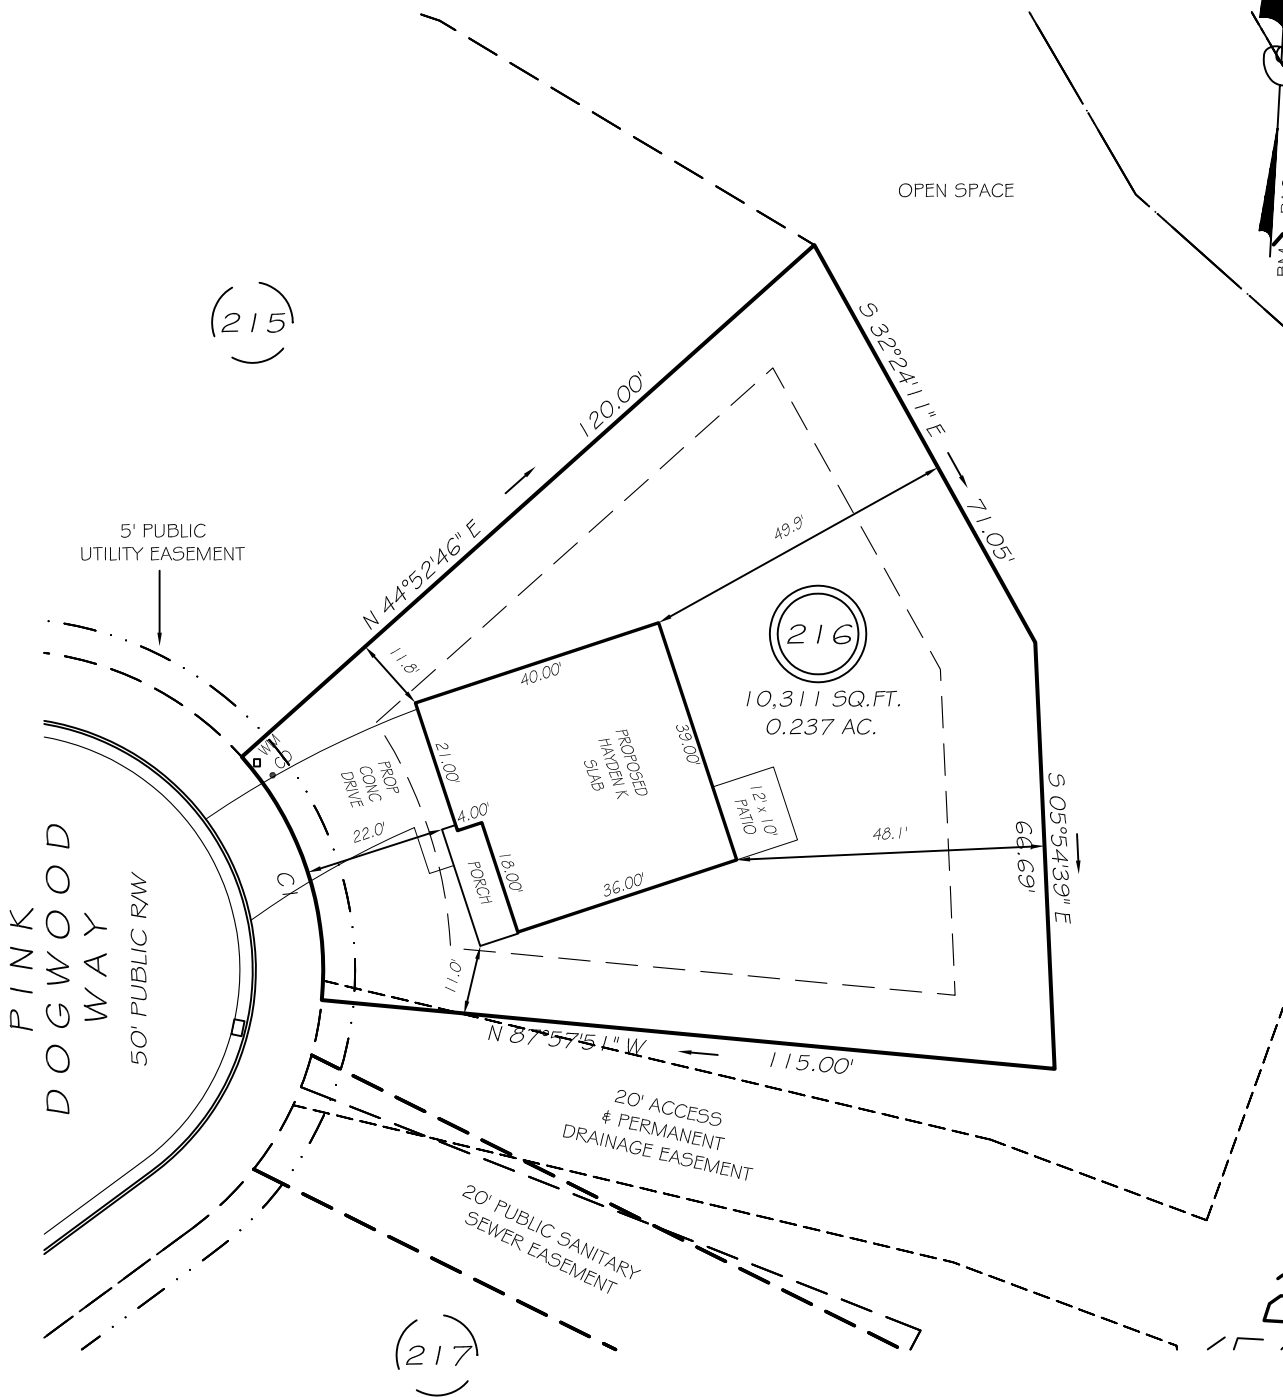 OPEN SPACE
215
S 32°24'11" E
71.05'
120.00'
N 44°52'46" E
5' PUBLIC
UTILITY EASEMENT
49.9'
216
10,311 SQ.FT.
0.237 AC.
11.8'
40.00'
39.00'
21.00'
PROPOSED
HAYDEN K
SLAB
12' x 10'
PATIO
WM
CO
PROP
CONC
DRIVE
22.0'
4.00'
18.00'
PORCH
36.00'
48.1'
S 05°54'39" E
66.69'
C1
PINK
DOGWOOD
WAY
50' PUBLIC R/W
11.0'
N 87°57'51" W
115.00'
20' ACCESS
& PERMANENT
DRAINAGE EASEMENT
20' PUBLIC SANITARY
SEWER EASEMENT
217